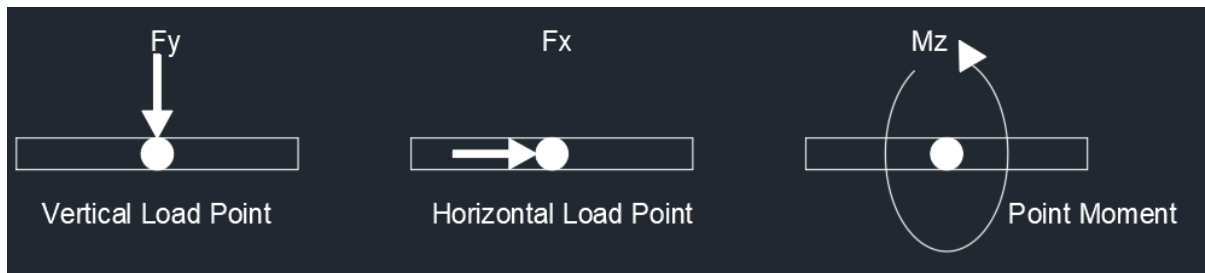 Fy
Fx
Mz
Vertical Load Point
Horizontal Load Point
Point Moment